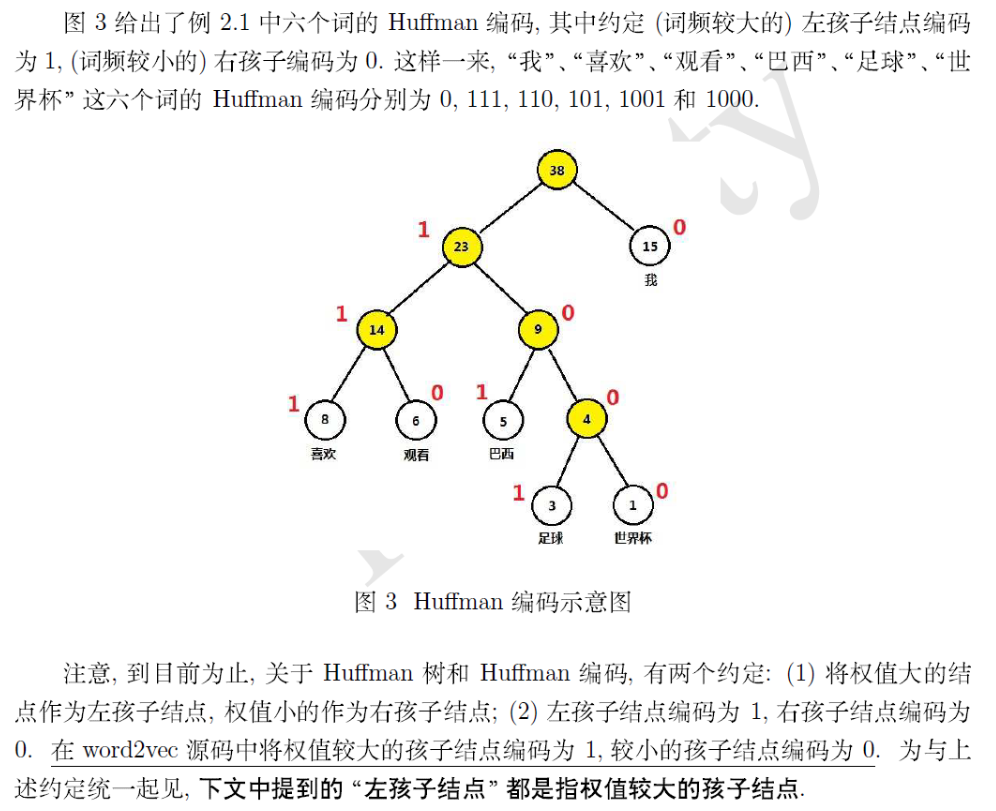 图 3 给出了例 2.1 中六个词的 Huffman 编码, 其中约定 (词频较大的) 左孩子结点编码
为 1, (词频较小的) 右孩子编码为 0. 这样一来, “我”、“喜欢”、“观看”、“巴西”、“足球”、“世
界杯” 这六个词的 Huffman 编码分别为 0, 111, 110, 101, 1001 和 1000.
38
1 23 15 0
我
1 14 9 0
1 8 6 0 1 5 4 0
喜欢 观看 巴西
1 3 1 0
足球 世界杯
图 3 Huffman 编码示意图
注意, 到目前为止, 关于 Huffman 树和 Huffman 编码, 有两个约定: (1) 将权值大的结
点作为左孩子结点, 权值小的作为右孩子结点; (2) 左孩子结点编码为 1, 右孩子结点编码为
0. 在 word2vec 源码中将权值较大的孩子结点编码为 1, 较小的孩子结点编码为 0. 为与上
述约定统一起见, 下文中提到的 “左孩子结点” 都是指权值较大的孩子结点.